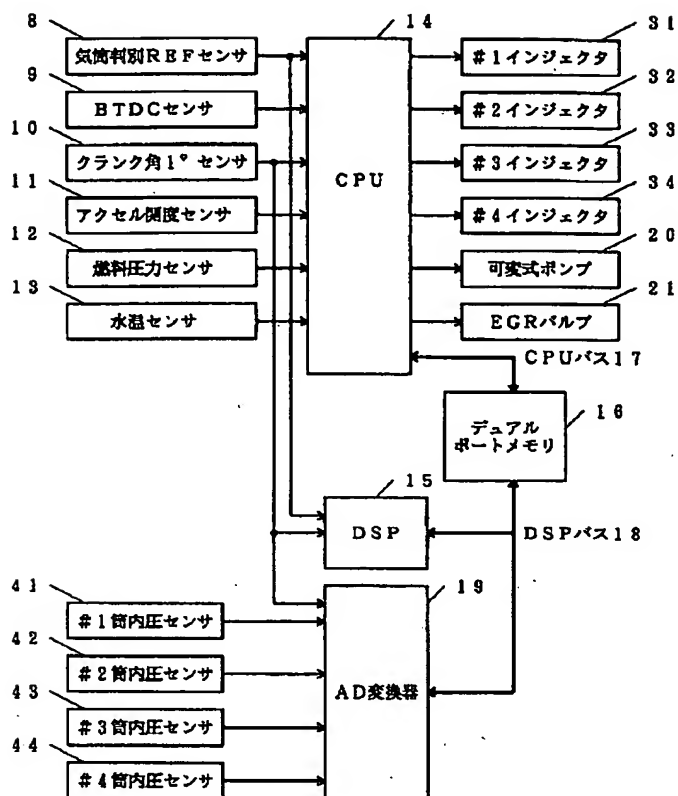 8
気筒判別REFセンサ
9
BTDCセンサ
10
クランク角1°センサ
11
アクセル開度センサ
12
燃料圧力センサ
13
水温センサ
14
CPU
31
#1インジェクタ
32
#2インジェクタ
33
#3インジェクタ
34
#4インジェクタ
20
可変式ポンプ
21
EGRバルブ
CPUバス17
16
デュアル
ポートメモリ
15
DSP
DSPバス18
19
AD変換器
41
#1筒内圧センサ
42
#2筒内圧センサ
43
#3筒内圧センサ
44
#4筒内圧センサ